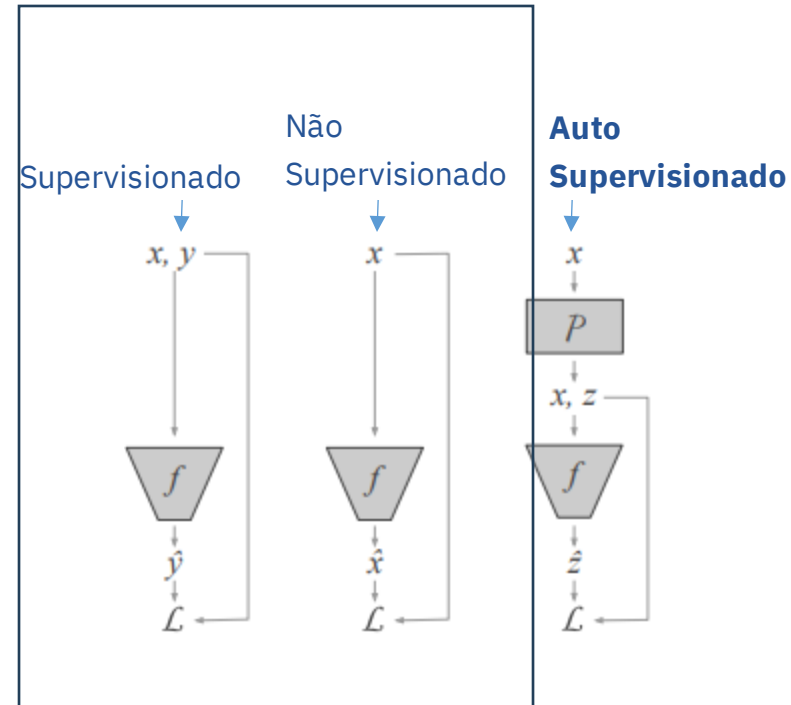 Supervisionado
Não
Supervisionado
Auto
Supervisionado
x, y
f
ŷ
ℒ
x
f
x̂
ℒ
x
P
x, z
f
ẑ
ℒ